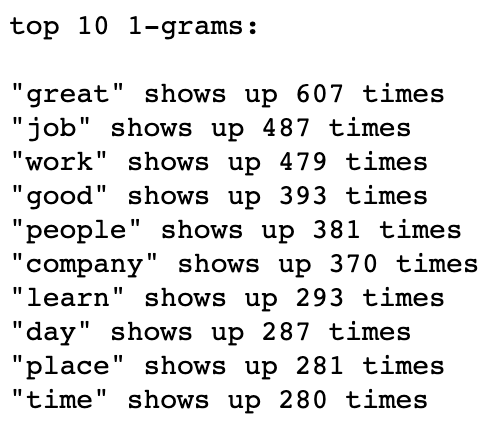 top 10 1-grams:
"great" shows up 607 times
"job" shows up 487 times
"work" shows up 479 times
"good" shows up 393 times
"people" shows up 381 times
"company" shows up 370 times
"learn" shows up 293 times
"day" shows up 287 times
"place" shows up 281 times
"time" shows up 280 times